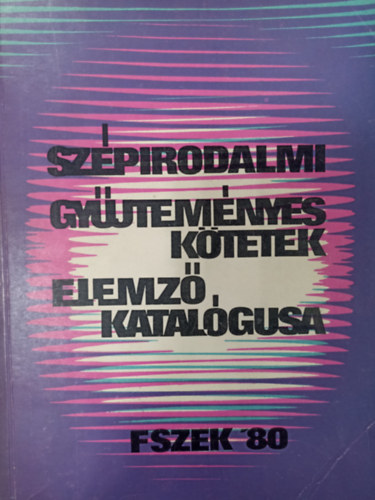 SZÉPIRODALMI
GYŰJTEMÉNYES
KÖTETEK
ELEMZŐ
KATALÓGUSA
FSZEK '80